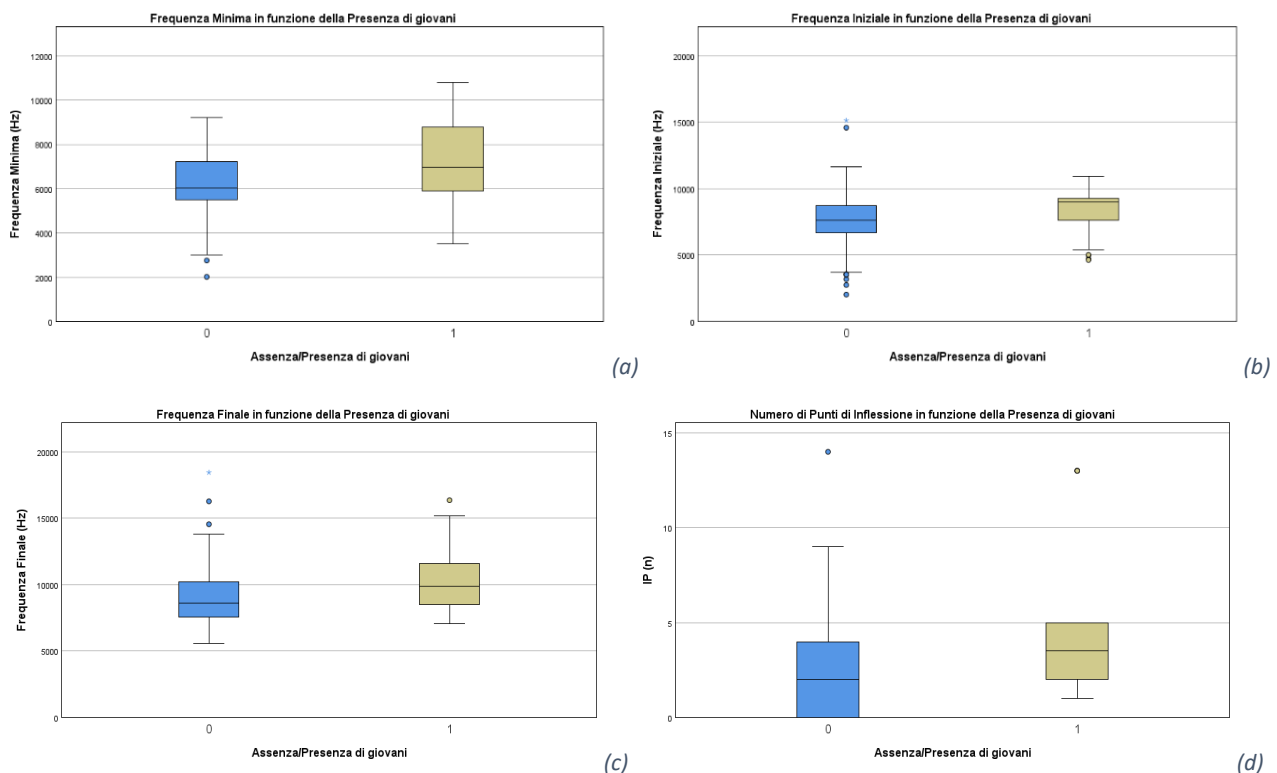 Frequenza Minima in funzione della Presenza di giovani
Frequenza Minima (Hz)
12000
10000
8000
6000
4000
2000
0
0
1
Assenza/Presenza di giovani
(a)
Frequenza Iniziale in funzione della Presenza di giovani
Frequenza Iniziale (Hz)
20000
15000
10000
5000
0
0
1
Assenza/Presenza di giovani
(b)
Frequenza Finale in funzione della Presenza di giovani
Frequenza Finale (Hz)
20000
15000
10000
5000
0
0
1
Assenza/Presenza di giovani
(c)
Numero di Punti di Inflessione in funzione della Presenza di giovani
IP (n)
15
10
5
0
0
1
Assenza/Presenza di giovani
(d)